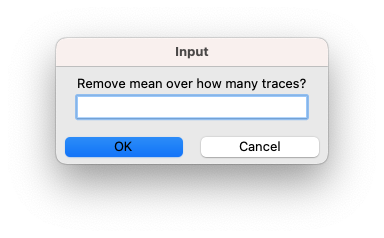 Input
Remove mean over how many traces?
OK
Cancel